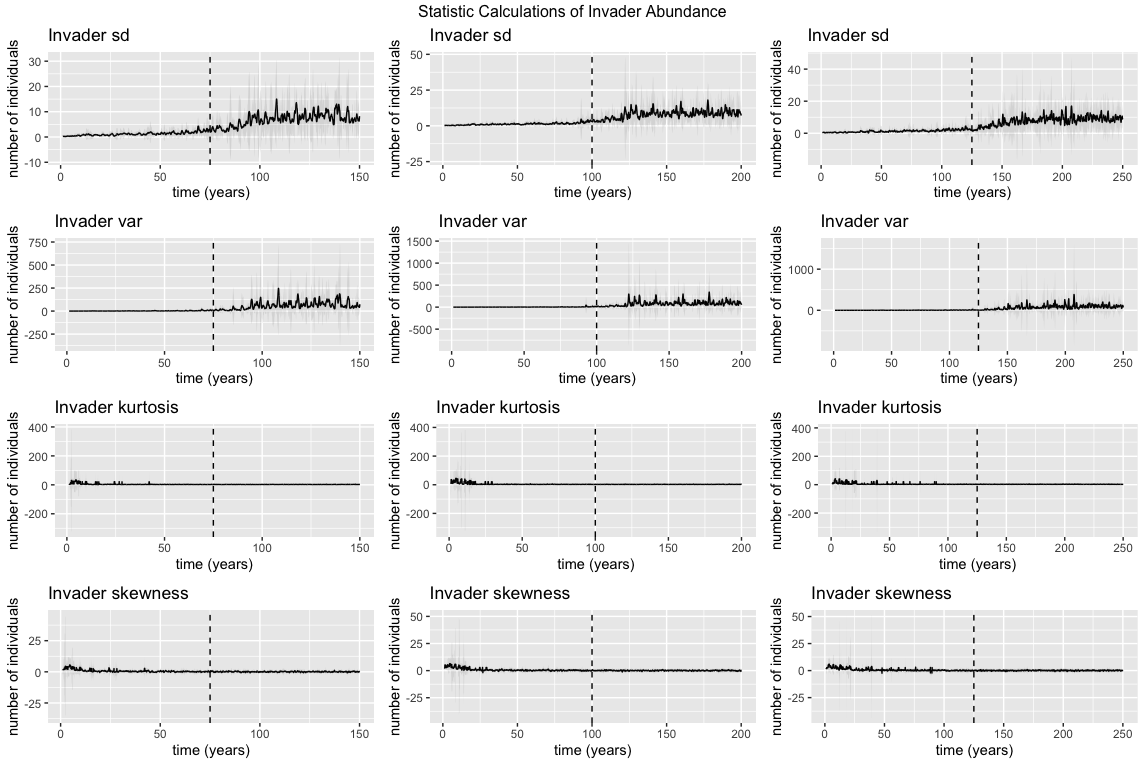 Statistic Calculations of Invader Abundance
Invader sd
Invader sd
Invader sd
number of individuals
30
20
10
0
-10
0
50
100
150
time (years)
number of individuals
50
25
0
-25
0
50
100
150
200
time (years)
number of individuals
40
20
0
0
50
100
150
200
250
time (years)
Invader var
Invader var
Invader var
number of individuals
750
500
250
0
-250
0
50
100
150
time (years)
number of individuals
1500
1000
500
0
-500
0
50
100
150
200
time (years)
number of individuals
1000
0
0
50
100
150
200
250
time (years)
Invader kurtosis
Invader kurtosis
Invader kurtosis
number of individuals
400
200
0
-200
0
50
100
150
time (years)
number of individuals
400
200
0
-200
0
50
100
150
200
time (years)
number of individuals
400
200
0
-200
0
50
100
150
200
250
time (years)
Invader skewness
Invader skewness
Invader skewness
number of individuals
25
0
-25
0
50
100
150
time (years)
number of individuals
50
25
0
-25
0
50
100
150
200
time (years)
number of individuals
50
25
0
-25
0
50
100
150
200
250
time (years)